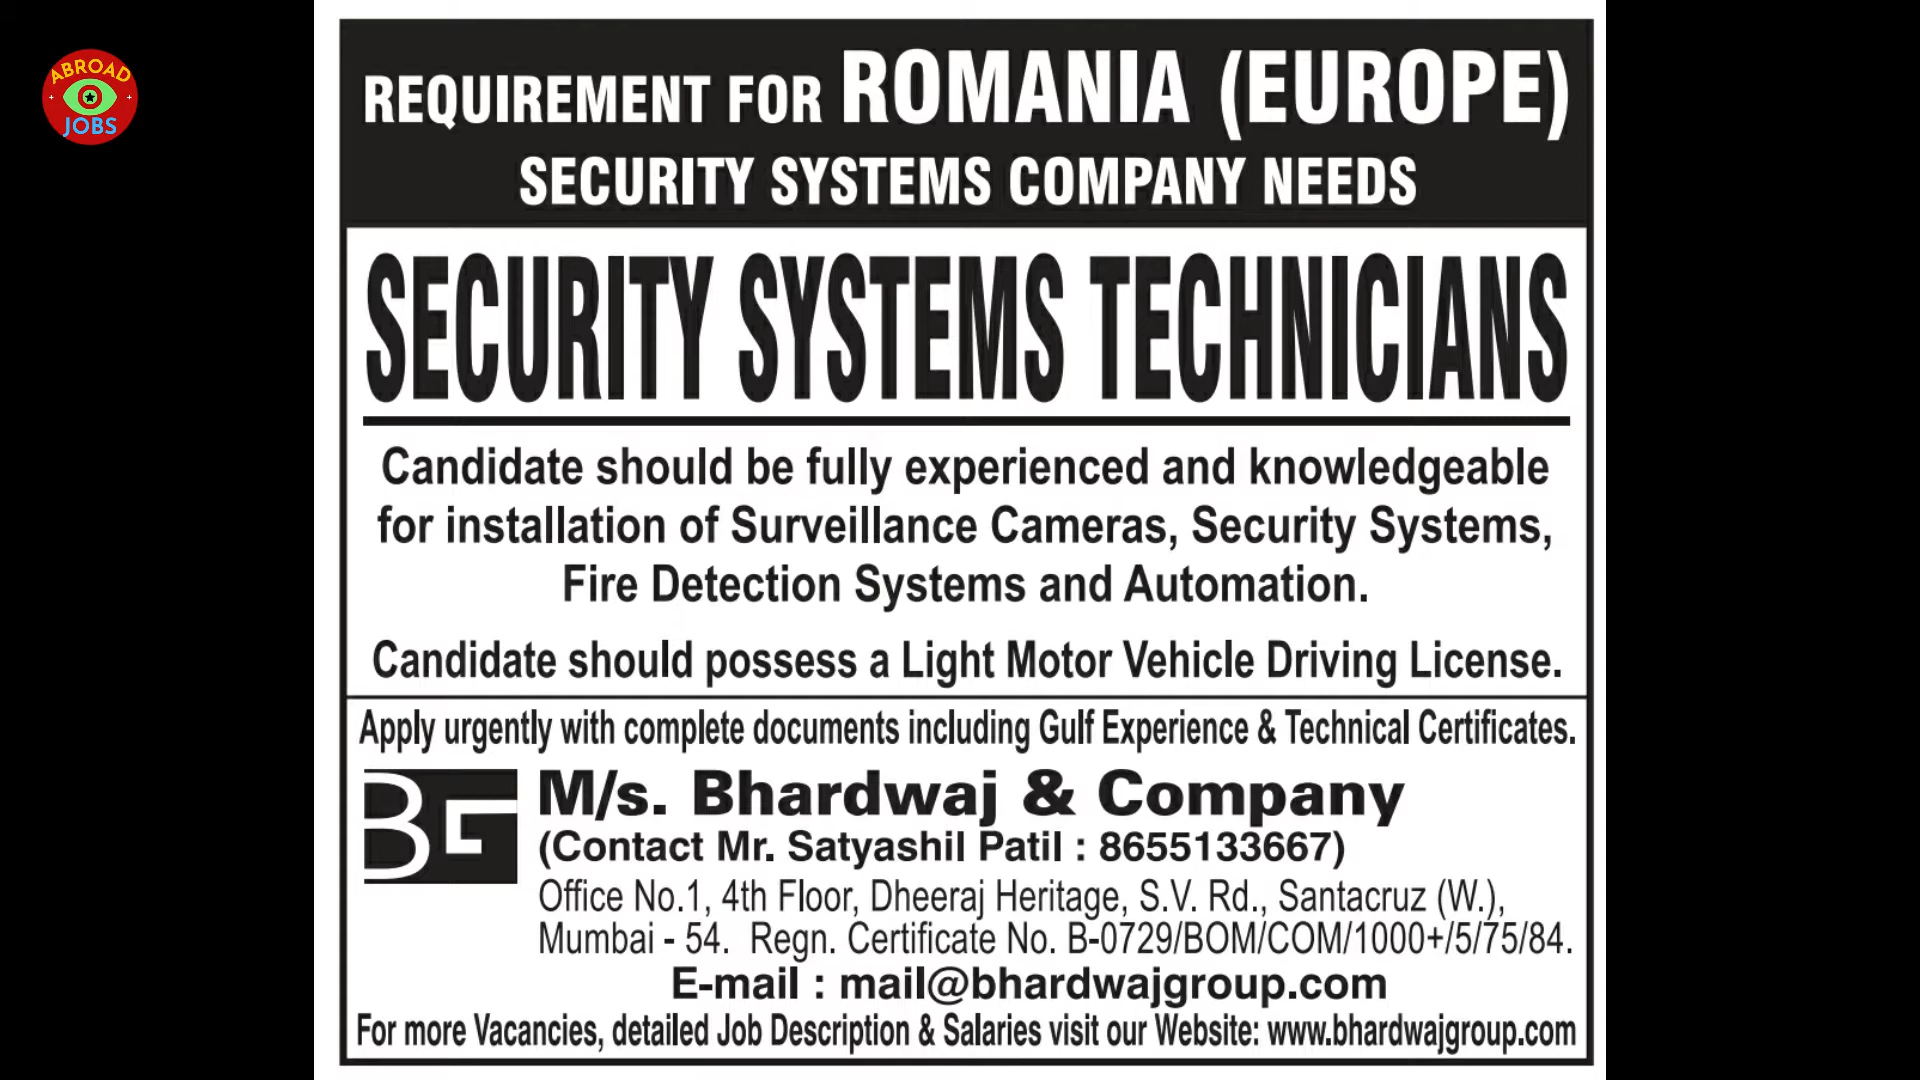 ABROAD
JOBS
REQUIREMENT FOR ROMANIA (EUROPE)
SECURITY SYSTEMS COMPANY NEEDS
SECURITY SYSTEMS TECHNICIANS
Candidate should be fully experienced and knowledgeable
for installation of Surveillance Cameras, Security Systems,
Fire Detection Systems and Automation.
Candidate should possess a Light Motor Vehicle Driving License.
Apply urgently with complete documents including Gulf Experience & Technical Certificates.
BG
M/s. Bhardwaj & Company
(Contact Mr. Satyashil Patil : 8655133667)
Office No.1, 4th Floor, Dheeraj Heritage, S.V. Rd., Santacruz (W.),
Mumbai - 54. Regn. Certificate No. B-0729/BOM/COM/1000+/5/75/84.
E-mail : mail@bhardwajgroup.com
For more Vacancies, detailed Job Description & Salaries visit our Website: www.bhardwajgroup.com